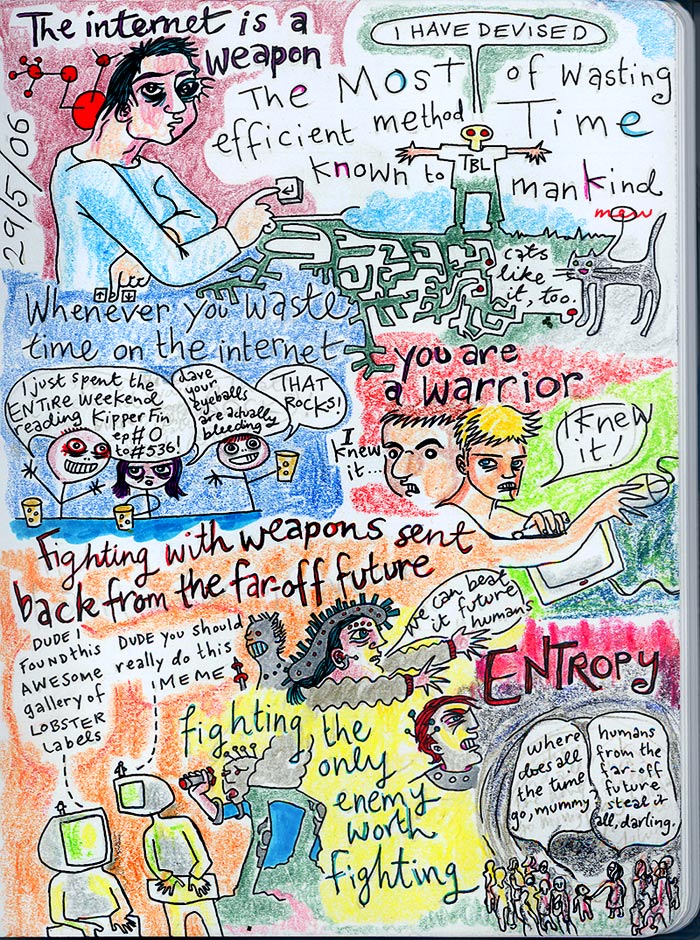 The internet is a
weapon
29/5/06
I HAVE DEVISED
The Most
of wasting
efficient method
Time
known to
mankind
TBL
mew
cats
like
it, too.
etc
Whenever you waste
time on the internet
you are
a warrior
I just spent the
ENTIRE weekend
reading Kipper Fin
ep#0
to#536!
Dave
your
eyeballs
are actually
bleeding
THAT
ROCKS!
I
knew
it...
I knew
it!
Fighting with weapons sent
back from the far-off future
DUDE I
FOUND this
AWESOME
gallery of
LOBSTER
labels
DUDE you should
really do this
MEME
we can beat
it future
humans
fighting the
only
enemy
worth
fighting
ENTROPY
where
does all
the time
go, mummy?
humans
from the
far-off
future
steal it
all, darling.